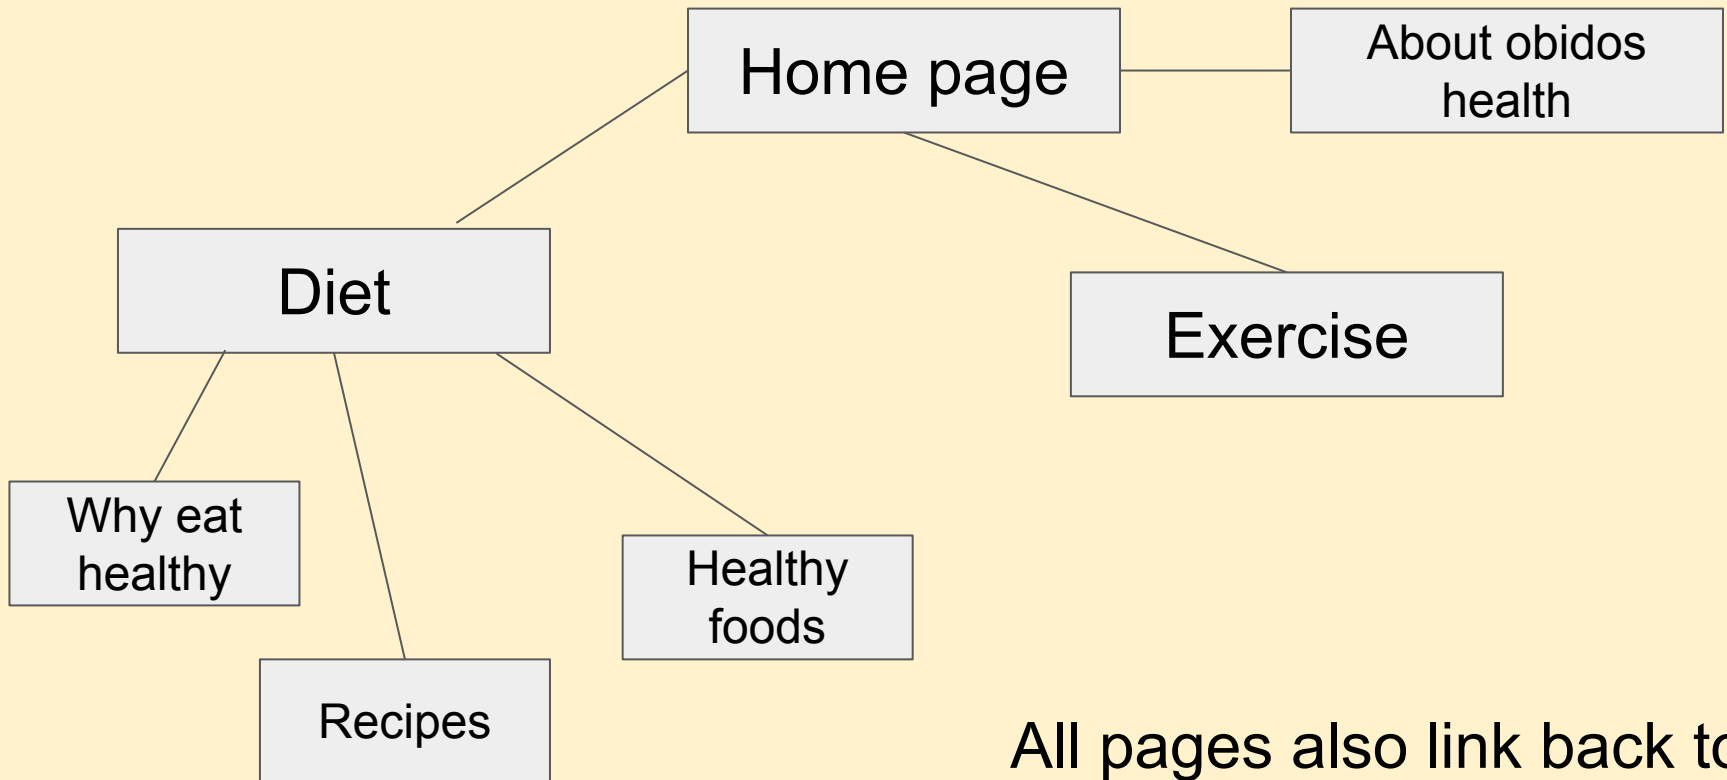 Home page
About obidos
health
Diet
Exercise
Why eat
healthy
Healthy
foods
Recipes
All pages also link back to